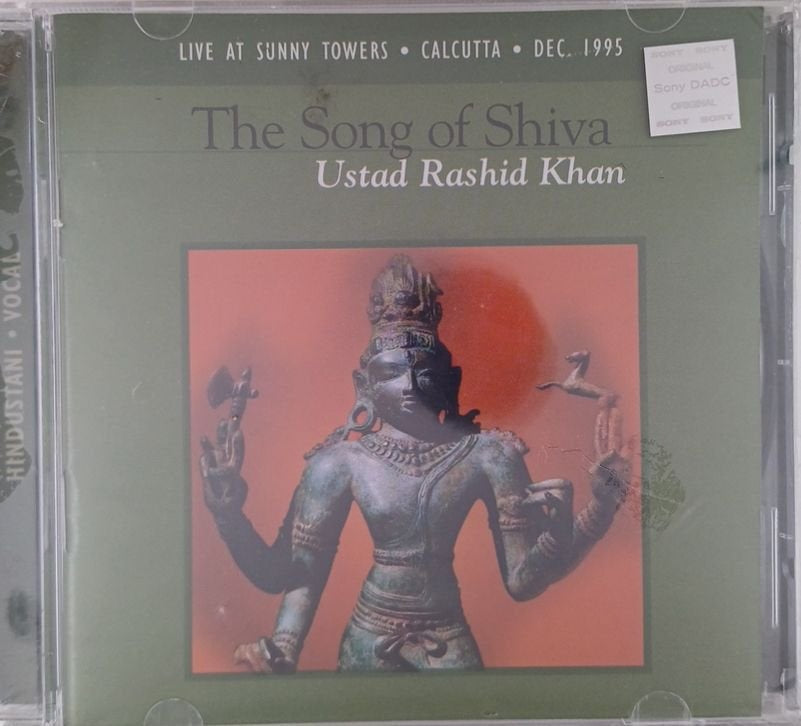 LIVE AT SUNNY TOWERS • CALCUTTA • DEC. 1995
SONY SONY
ORIGINAL
Sony DADC
ORIGINAL
SONY SONY
The Song of Shiva
Ustad Rashid Khan
HINDUSTANI • VOCAL